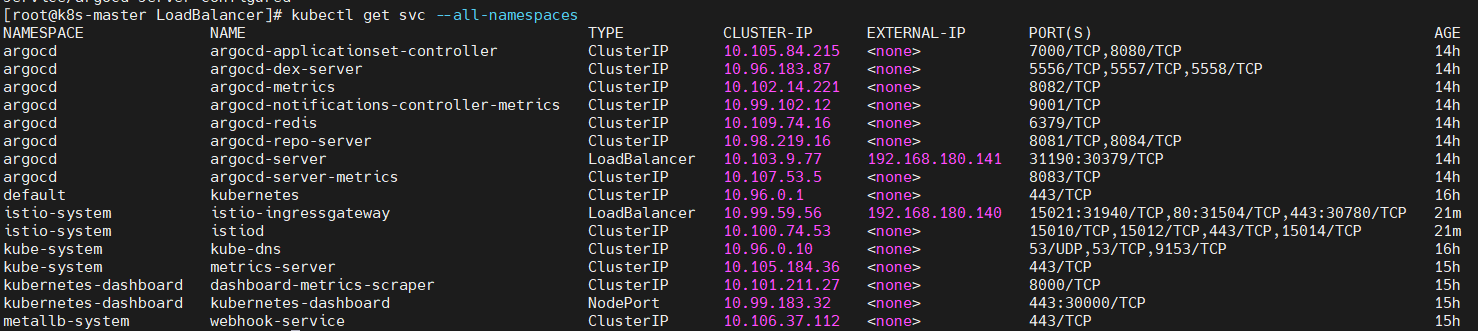 [root@k8s-master LoadBalancer]# kubectl get svc --all-namespaces
NAMESPACE NAME TYPE CLUSTER-IP EXTERNAL-IP PORT(S) AGE
argocd argocd-applicationset-controller ClusterIP 10.105.84.215 <none> 7000/TCP,8080/TCP 14h
argocd argocd-dex-server ClusterIP 10.96.183.87 <none> 5556/TCP,5557/TCP,5558/TCP 14h
argocd argocd-metrics ClusterIP 10.102.14.221 <none> 8082/TCP 14h
argocd argocd-notifications-controller-metrics ClusterIP 10.99.102.12 <none> 9001/TCP 14h
argocd argocd-redis ClusterIP 10.109.74.16 <none> 6379/TCP 14h
argocd argocd-repo-server ClusterIP 10.98.219.16 <none> 8081/TCP,8084/TCP 14h
argocd argocd-server LoadBalancer 10.103.9.77 192.168.180.141 31190:30379/TCP 14h
argocd argocd-server-metrics ClusterIP 10.107.53.5 <none> 8083/TCP 14h
default kubernetes ClusterIP 10.96.0.1 <none> 443/TCP 16h
istio-system istio-ingressgateway LoadBalancer 10.99.59.56 192.168.180.140 15021:31940/TCP,80:31504/TCP,443:30780/TCP 21m
istio-system istiod ClusterIP 10.100.74.53 <none> 15010/TCP,15012/TCP,443/TCP,15014/TCP 21m
kube-system kube-dns ClusterIP 10.96.0.10 <none> 53/UDP,53/TCP,9153/TCP 16h
kube-system metrics-server ClusterIP 10.105.184.36 <none> 443/TCP 15h
kubernetes-dashboard dashboard-metrics-scraper ClusterIP 10.101.211.27 <none> 8000/TCP 15h
kubernetes-dashboard kubernetes-dashboard NodePort 10.99.183.32 <none> 443:30000/TCP 15h
metallb-system webhook-service ClusterIP 10.106.37.112 <none> 443/TCP 15h